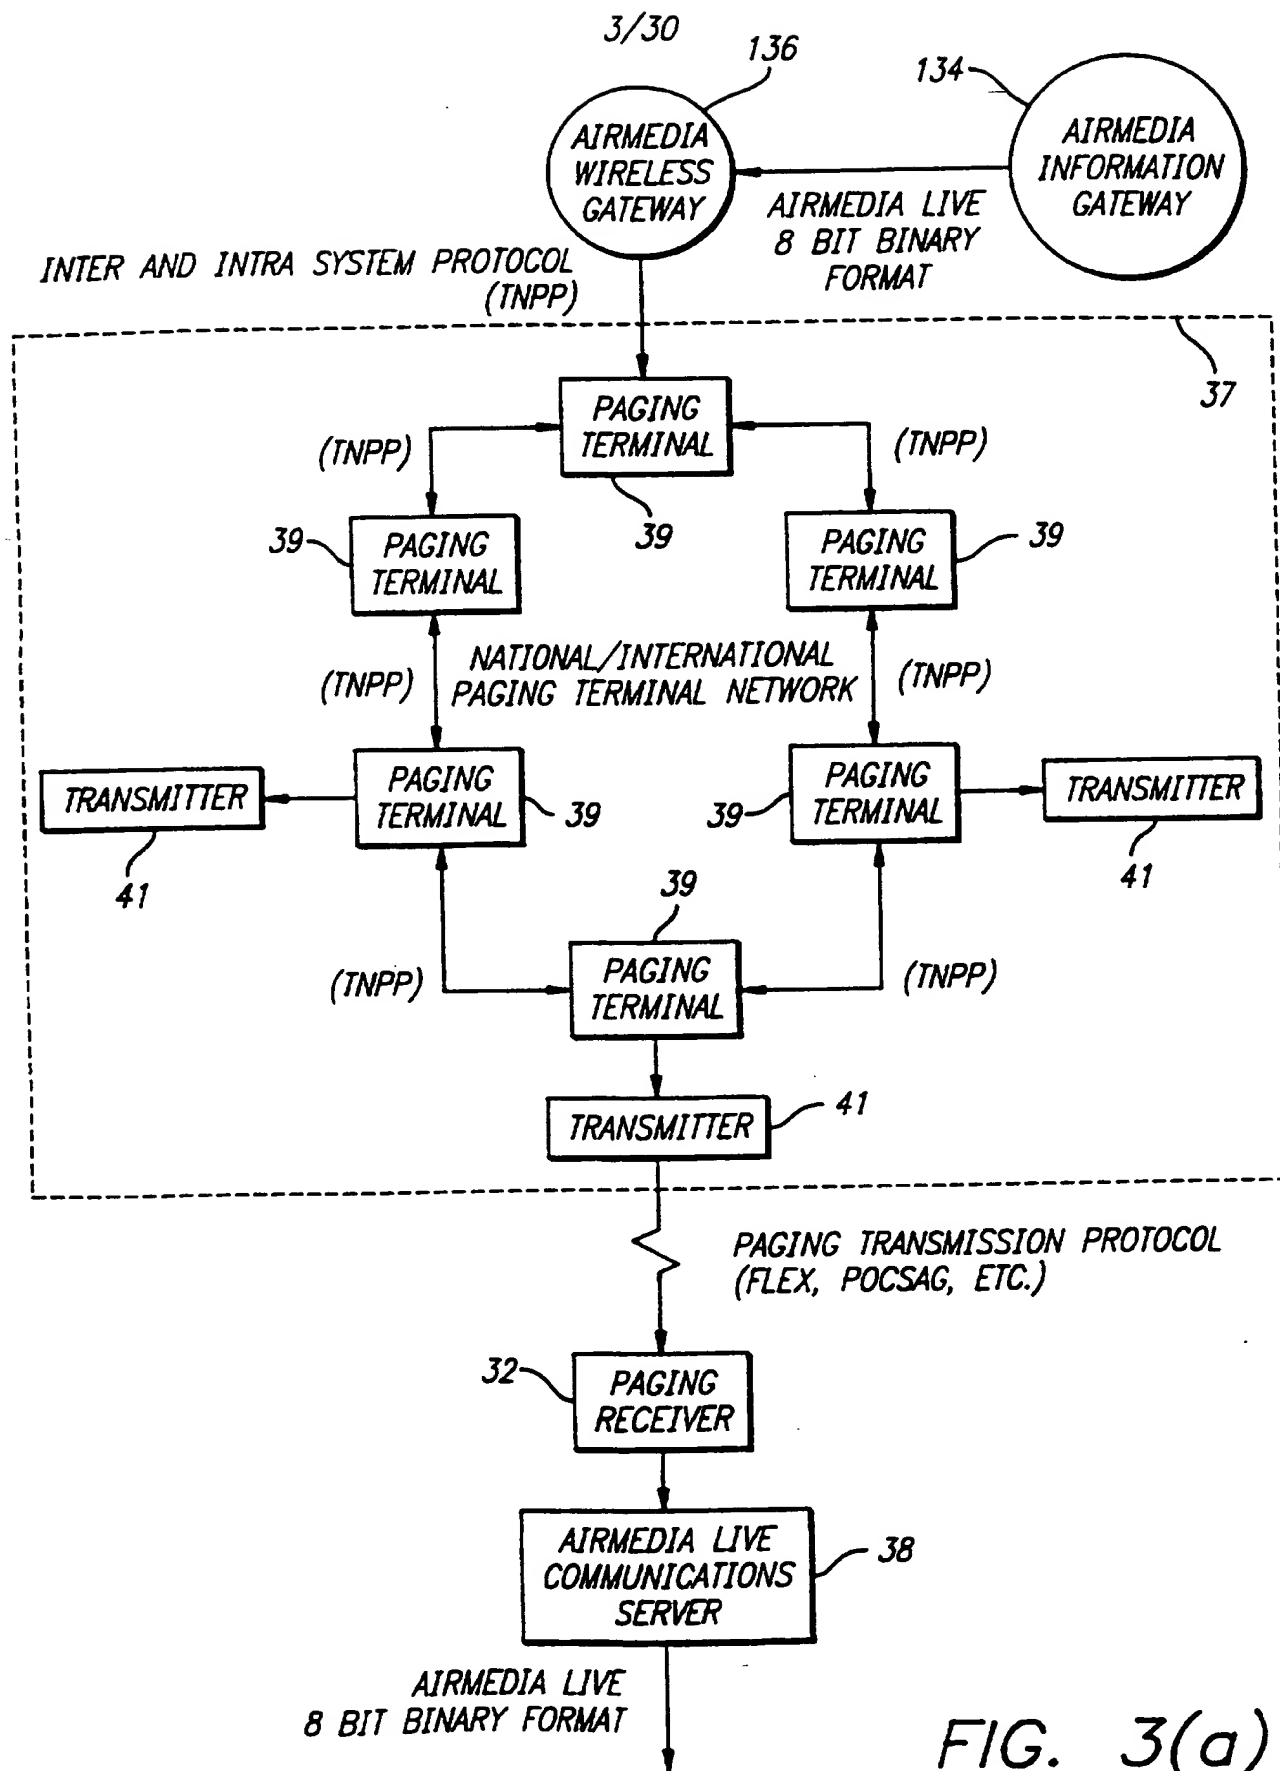 3/30
136
134
AIRMEDIA
WIRELESS
GATEWAY
AIRMEDIA
INFORMATION
GATEWAY
AIRMEDIA LIVE
8 BIT BINARY
FORMAT
INTER AND INTRA SYSTEM PROTOCOL
(TNPP)
37
PAGING
TERMINAL
39
(TNPP)
(TNPP)
39
PAGING
TERMINAL
PAGING
TERMINAL
39
NATIONAL/INTERNATIONAL
PAGING TERMINAL NETWORK
(TNPP)
(TNPP)
TRANSMITTER
41
PAGING
TERMINAL
39
39
PAGING
TERMINAL
TRANSMITTER
41
39
PAGING
TERMINAL
(TNPP)
(TNPP)
TRANSMITTER
41
PAGING TRANSMISSION PROTOCOL
(FLEX, POCSAG, ETC.)
32
PAGING
RECEIVER
AIRMEDIA LIVE
COMMUNICATIONS
SERVER
38
AIRMEDIA LIVE
8 BIT BINARY FORMAT
FIG. 3(a)